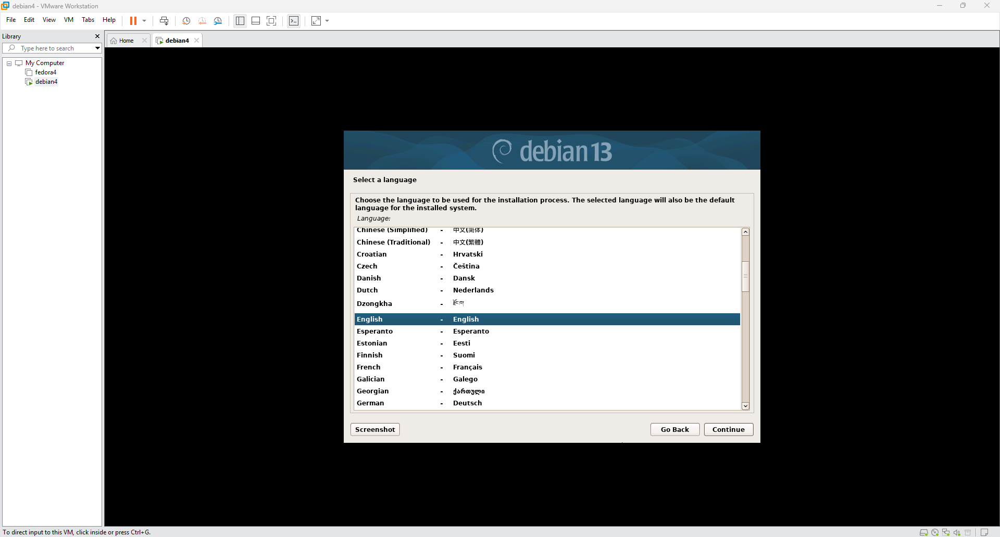 debian4 - VMware Workstation
File Edit View VM Tabs Help
Library
Home
debian4
Type here to search
My Computer
fedora4
debian4
debian 13
Select a language
Choose the language to be used for the installation process. The selected language will also be the default
language for the installed system.
Language:
Chinese (Simplified) - 中文(简体)
Chinese (Traditional) - 中文(繁體)
Croatian - Hrvatski
Czech - Čeština
Danish - Dansk
Dutch - Nederlands
Dzongkha - རྫོང་ཁ།
English - English
Esperanto - Esperanto
Estonian - Eesti
Finnish - Suomi
French - Français
Galician - Galego
Georgian - ქართული
German - Deutsch
Screenshot
Go Back
Continue
To direct input to this VM, click inside or press Ctrl+G.